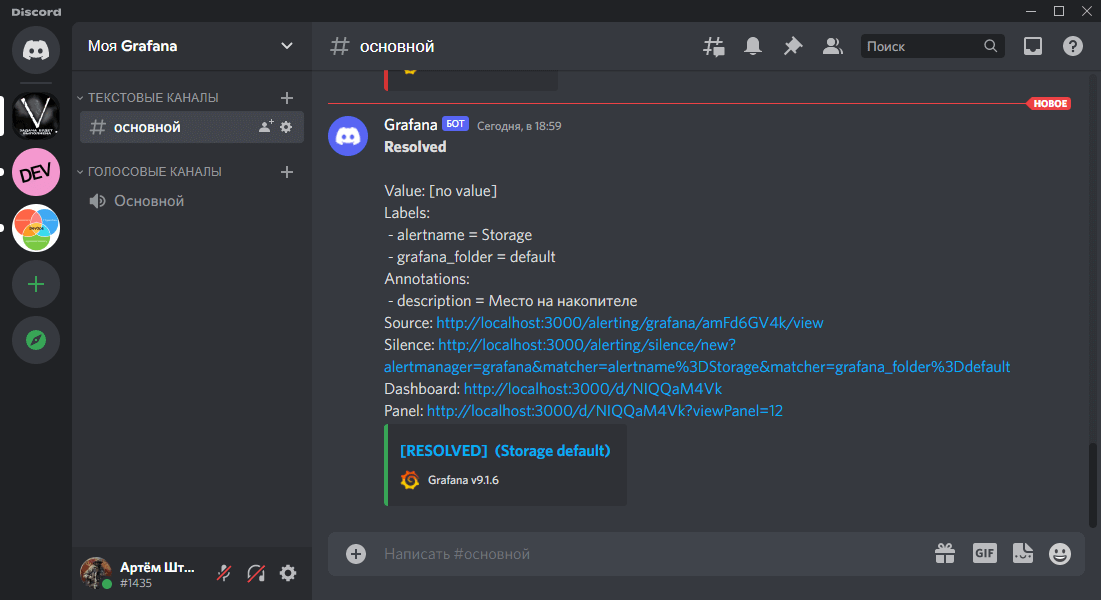 Discord
Моя Grafana
основной
Поиск
ТЕКСТОВЫЕ КАНАЛЫ
основной
ГОЛОСОВЫЕ КАНАЛЫ
Основной
DEV
НОВОЕ
Grafana БОТ Сегодня, в 18:59
Resolved
Value: [no value]
Labels:
- alertname = Storage
- grafana_folder = default
Annotations:
- description = Место на накопителе
Source: http://localhost:3000/alerting/grafana/amFd6GV4k/view
Silence: http://localhost:3000/alerting/silence/new?
alertmanager=grafana&matcher=alertname%3DStorage&matcher=grafana_folder%3Ddefault
Dashboard: http://localhost:3000/d/NIQQaM4Vk
Panel: http://localhost:3000/d/NIQQaM4Vk?viewPanel=12
[RESOLVED] (Storage default)
Grafana v9.1.6
Написать #основной
GIF
Артём Шт...
#1435